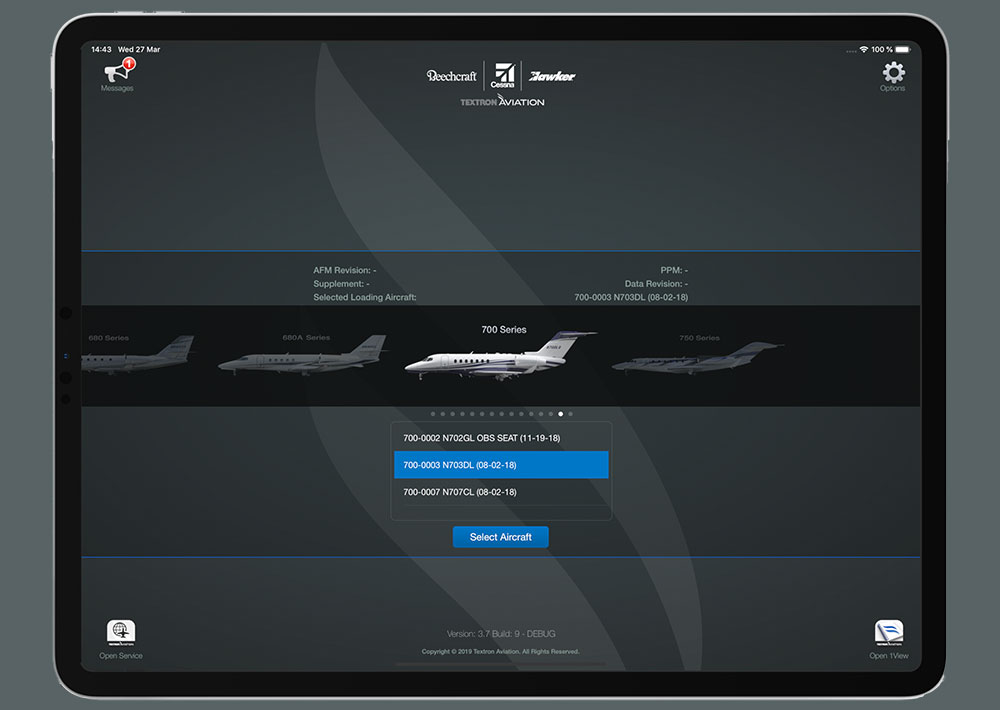 14:43 Wed 27 Mar
100 %
1
Messages
Beechcraft
Cessna
Hawker
TEXTRON AVIATION
Options
AFM Revision: -
Supplement: -
Selected Loading Aircraft:
PPM: -
Data Revision: -
700-0003 N703DL (08-02-18)
680 Series
680A Series
700 Series
750 Series
700-0002 N702GL OBS SEAT (11-19-18)
700-0003 N703DL (08-02-18)
700-0007 N707CL (08-02-18)
Select Aircraft
TEXTRON AVIATION
Open Service
Version: 3.7 Build: 9 - DEBUG
Copyright © 2019 Textron Aviation. All Rights Reserved.
TEXTRON AVIATION
Open 1View